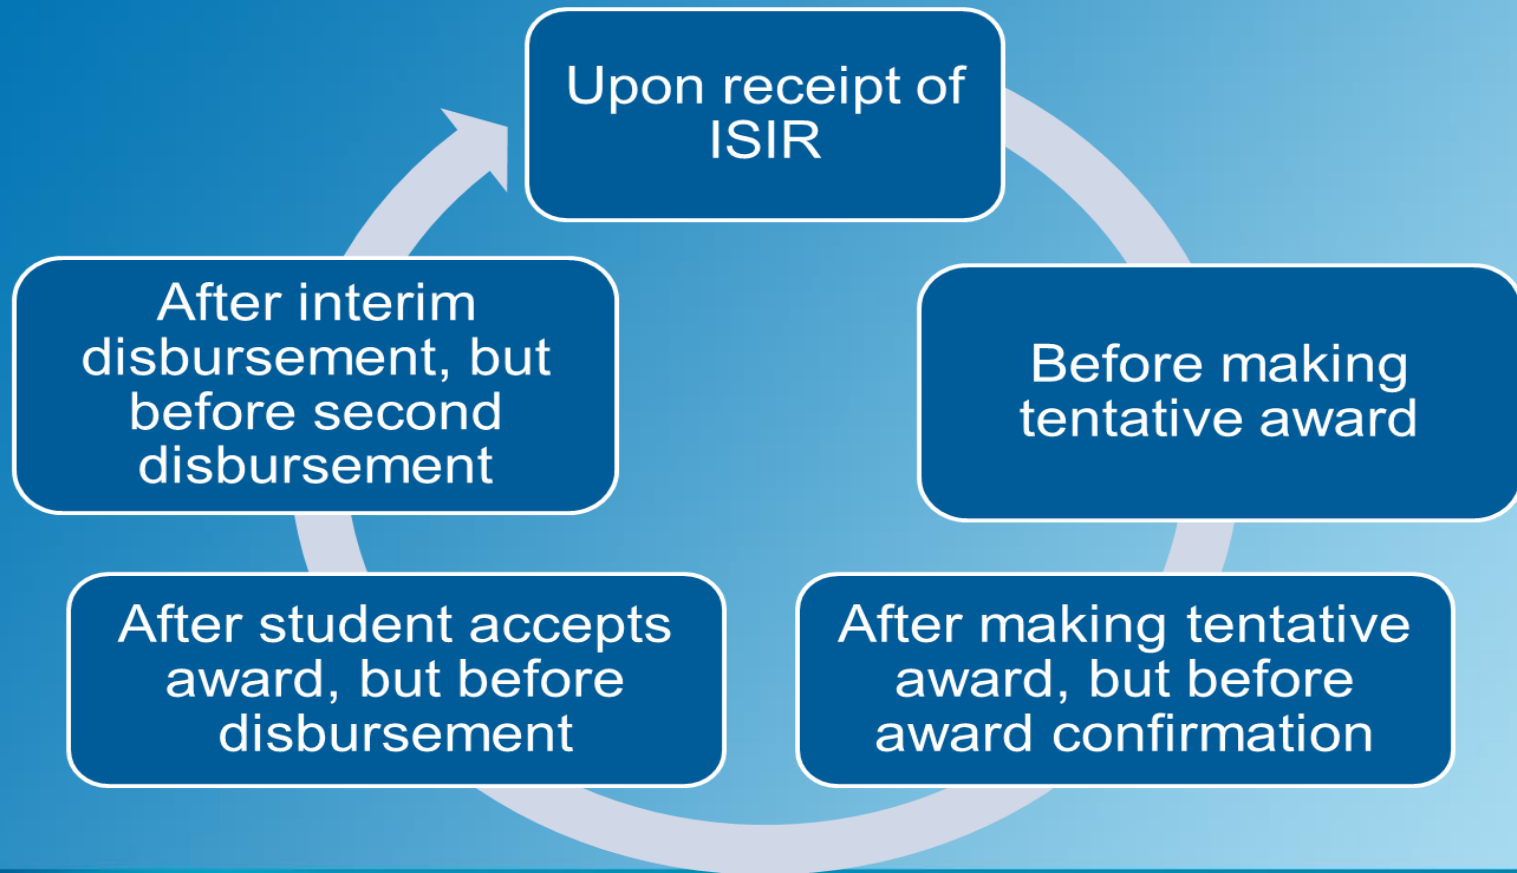 Upon receipt of
ISIR
Before making
tentative award
After making tentative
award, but before
award confirmation
After student accepts
award, but before
disbursement
After interim
disbursement, but
before second
disbursement